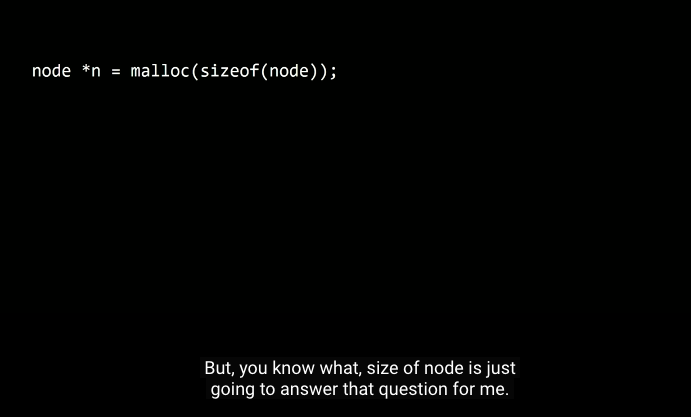 node *n = malloc(sizeof(node));
But, you know what, size of node is just
going to answer that question for me.